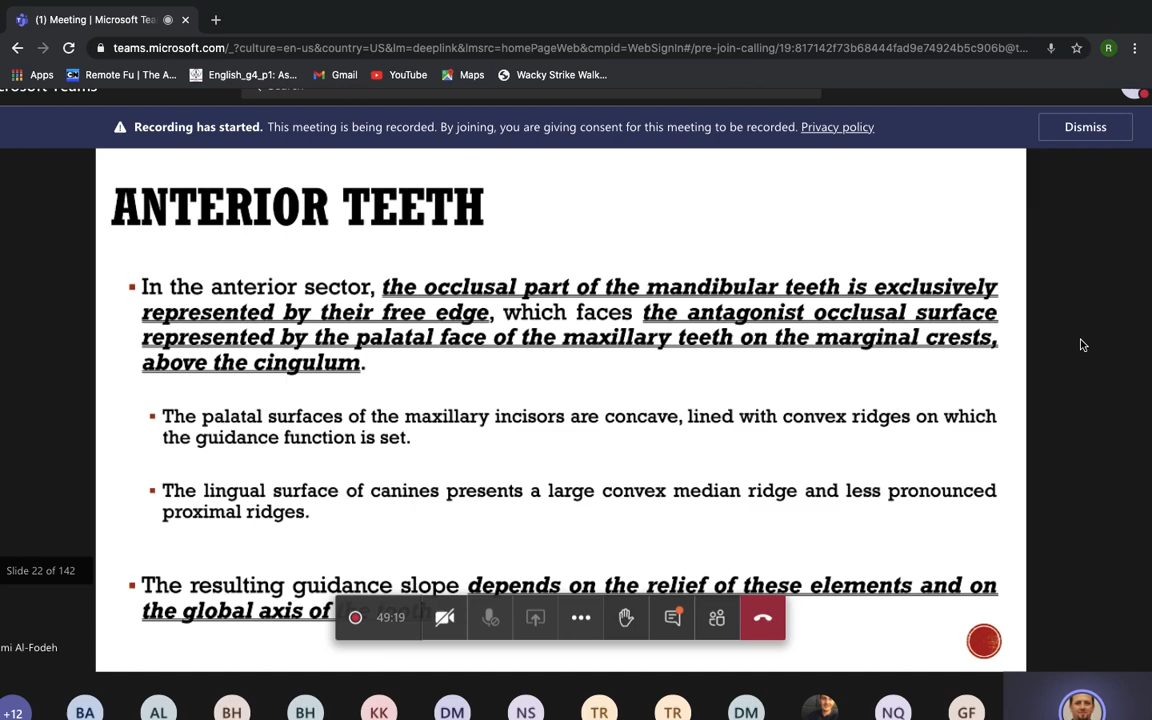 (1) Meeting | Microsoft Tea
teams.microsoft.com/_?culture=en-us&country=US&lm=deeplink&lmsrc=homePageWeb&cmpid=WebSignIn#/pre-join-calling/19:817142f73b68444fad9e74924b5c906b@t...
R
Apps Remote Fu | The A... English_g4_p1: As... Gmail YouTube Maps Wacky Strike Walk...
Recording has started. This meeting is being recorded. By joining, you are giving consent for this meeting to be recorded. Privacy policy
Dismiss
ANTERIOR TEETH
In the anterior sector, the occlusal part of the mandibular teeth is exclusively
represented by their free edge, which faces the antagonist occlusal surface
represented by the palatal face of the maxillary teeth on the marginal crests,
above the cingulum.
The palatal surfaces of the maxillary incisors are concave, lined with convex ridges on which
the guidance function is set.
The lingual surface of canines presents a large convex median ridge and less pronounced
proximal ridges.
Slide 22 of 142
The resulting guidance slope depends on the relief of these elements and on
the global axis of the tooth
49:19
mi Al-Fodeh
+12 BA AL BH BH KK DM NS TR TR DM NQ GF